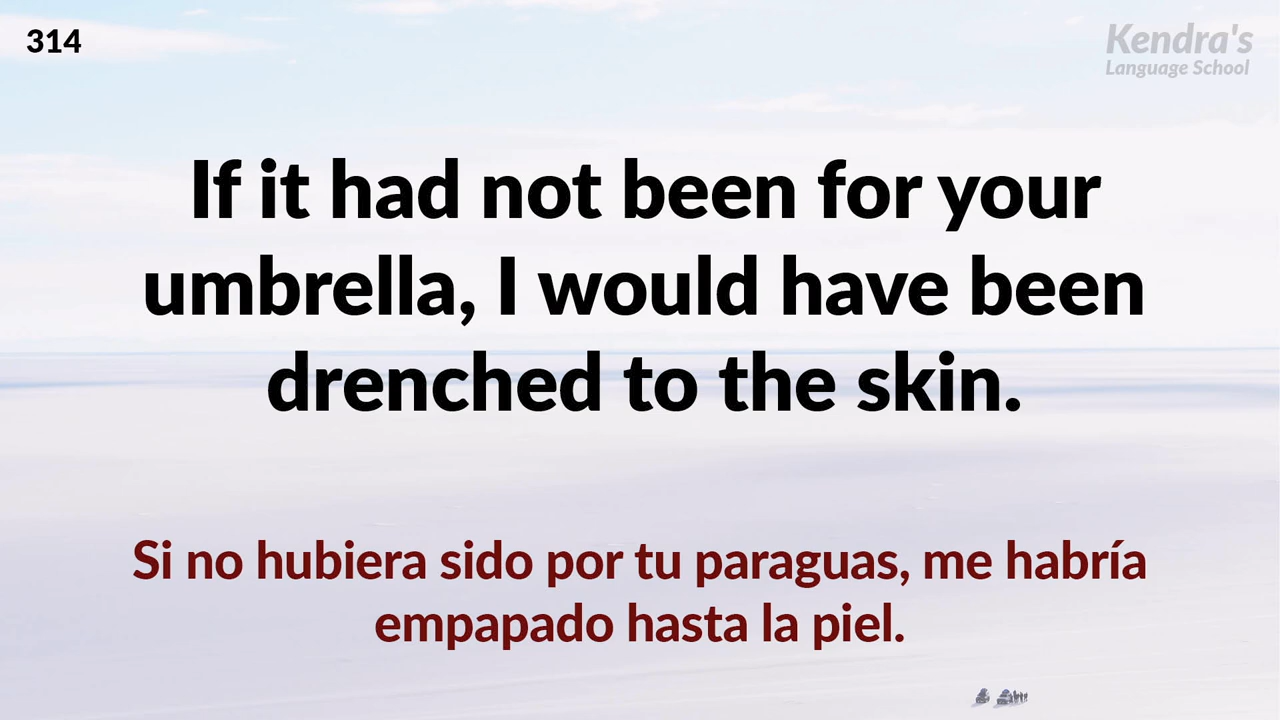 314
Kendra's
Language School
If it had not been for your
umbrella, I would have been
drenched to the skin.
Si no hubiera sido por tu paraguas, me habría
empapado hasta la piel.